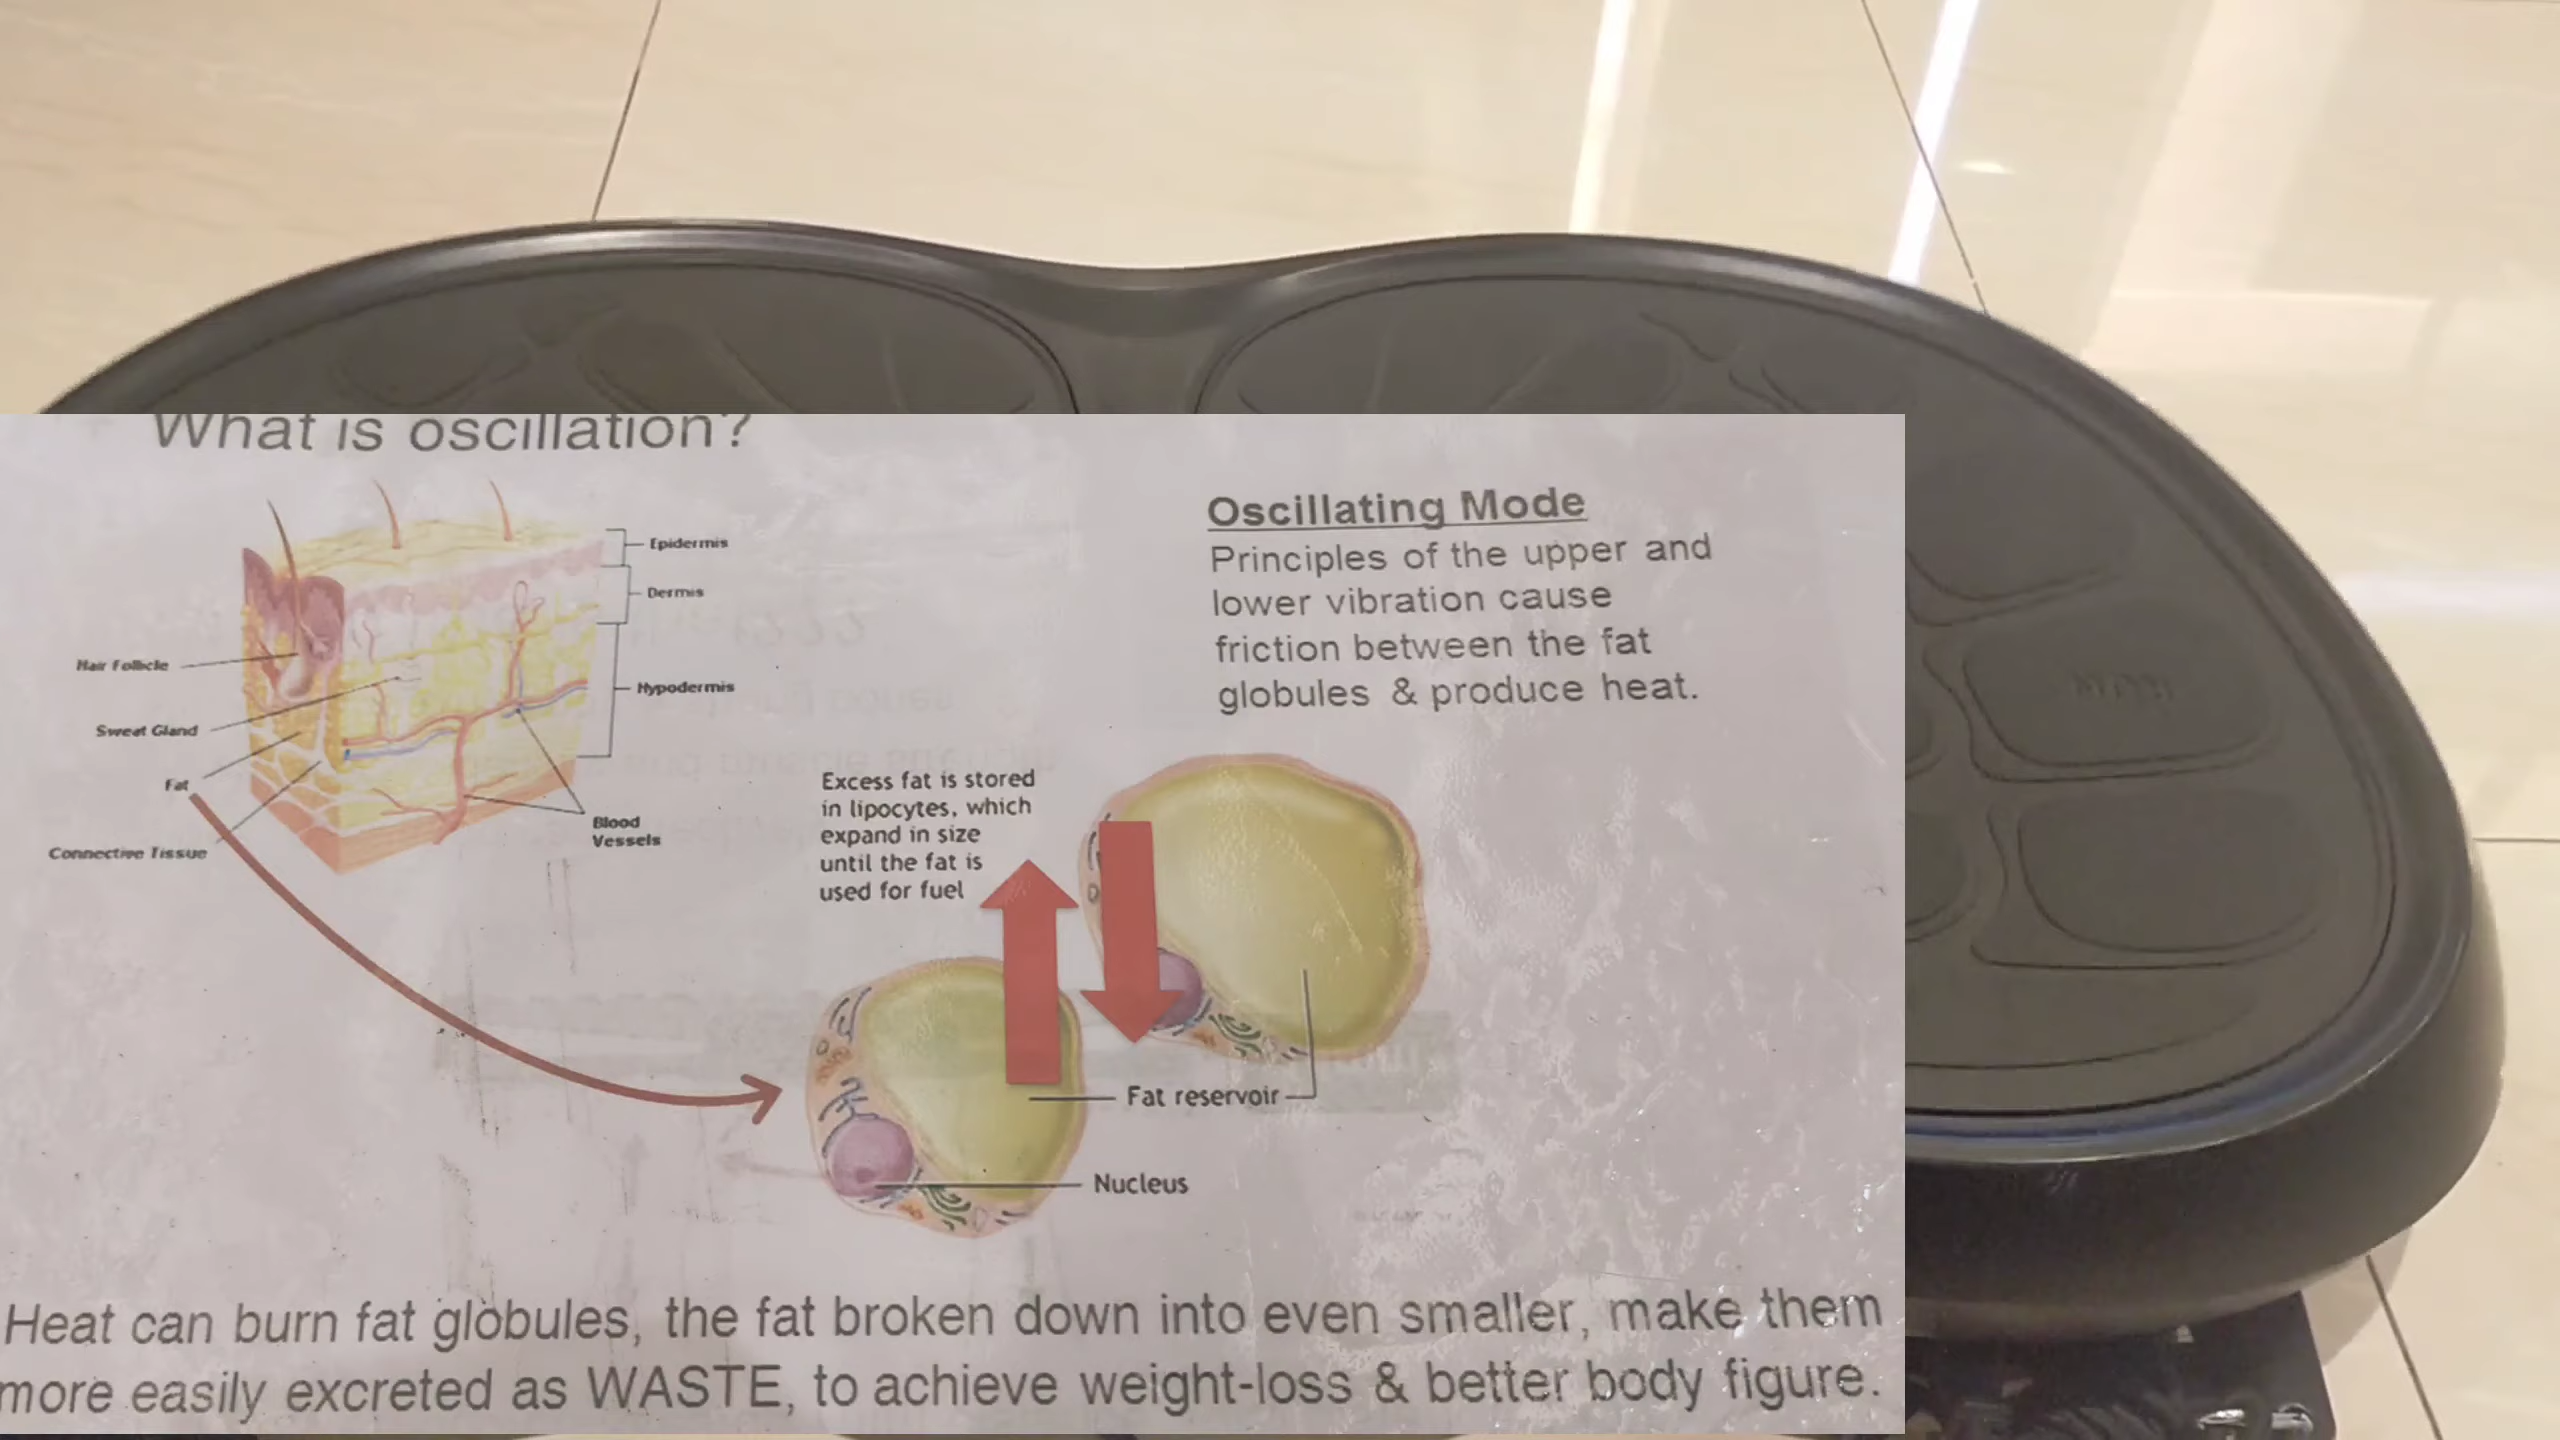 What is oscillation?
Epidermis
Dermis
Hypodermis
Hair Follicle
Sweat Gland
Fat
Connective Tissue
Blood
Vessels
Oscillating Mode
Principles of the upper and
lower vibration cause
friction between the fat
globules & produce heat.
Excess fat is stored
in lipocytes, which
expand in size
until the fat is
used for fuel
Fat reservoir
Nucleus
Heat can burn fat globules, the fat broken down into even smaller, make them
more easily excreted as WASTE, to achieve weight-loss & better body figure.